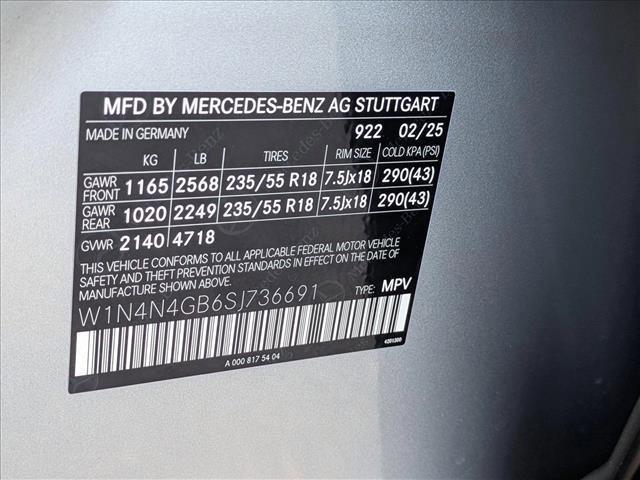 MFD BY MERCEDES-BENZ AG STUTTGART
MADE IN GERMANY 922 02/25
KG LB TIRES RIM SIZE COLD KPA(PSI)
GAWR FRONT 1165 2568 235/55 R18 7.5Jx18 290(43)
GAWR REAR 1020 2249 235/55 R18 7.5Jx18 290(43)
GVWR 2140 4718
THIS VEHICLE CONFORMS TO ALL APPLICABLE FEDERAL MOTOR VEHICLE
SAFETY AND THEFT PREVENTION STANDARDS IN EFFECT ON THE DATE OF
MANUFACTURE SHOWN ABOVE.
W1N4N4GB6SJ736691 TYPE: MPV
A 000 817 54 04 4201300